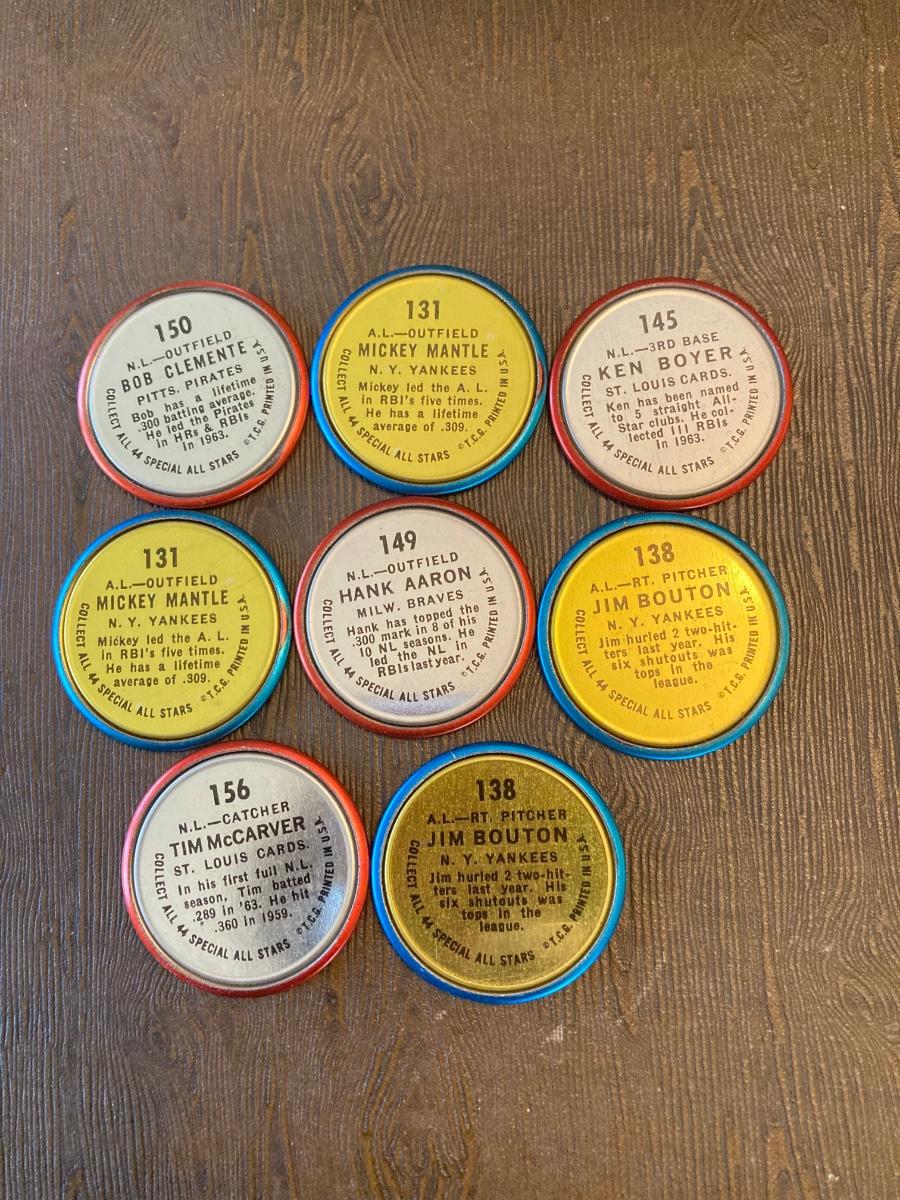 150
N.L.—OUTFIELD
BOB CLEMENTE
PITTS. PIRATES
Bob has a lifetime
.300 batting average.
He led the Pirates
in HRs & RBIs
in 1963.
COLLECT ALL 44 SPECIAL ALL STARS ©T.C.G. PRINTED IN U.S.A.
131
A.L.—OUTFIELD
MICKEY MANTLE
N. Y. YANKEES
Mickey led the A. L.
in RBI's five times.
He has a lifetime
average of .309.
COLLECT ALL 44 SPECIAL ALL STARS ©T.C.G. PRINTED IN U.S.A.
145
N.L.—3RD BASE
KEN BOYER
ST. LOUIS CARDS.
Ken has been named
to 5 straight All-
Star clubs. He col-
lected 111 RBIs
in 1963.
COLLECT ALL 44 SPECIAL ALL STARS ©T.C.G. PRINTED IN U.S.A.
131
A.L.—OUTFIELD
MICKEY MANTLE
N. Y. YANKEES
Mickey led the A. L.
in RBI's five times.
He has a lifetime
average of .309.
COLLECT ALL 44 SPECIAL ALL STARS ©T.C.G. PRINTED IN U.S.A.
149
N.L.—OUTFIELD
HANK AARON
MILW. BRAVES
Hank has topped the
.300 mark in 8 of his
10 NL seasons. He
led the NL in
RBIs last year.
COLLECT ALL 44 SPECIAL ALL STARS ©T.C.G. PRINTED IN U.S.A.
138
A.L.—RT. PITCHER
JIM BOUTON
N. Y. YANKEES
Jim hurled 2 two-hit-
ters last year. His
six shutouts was
tops in the
league.
COLLECT ALL 44 SPECIAL ALL STARS ©T.C.G. PRINTED IN U.S.A.
156
N.L.—CATCHER
TIM McCARVER
ST. LOUIS CARDS.
In his first full N.L.
season, Tim batted
.289 in '63. He hit
.360 in 1959.
COLLECT ALL 44 SPECIAL ALL STARS ©T.C.G. PRINTED IN U.S.A.
138
A.L.—RT. PITCHER
JIM BOUTON
N. Y. YANKEES
Jim hurled 2 two-hit-
ters last year. His
six shutouts was
tops in the
league.
COLLECT ALL 44 SPECIAL ALL STARS ©T.C.G. PRINTED IN U.S.A.